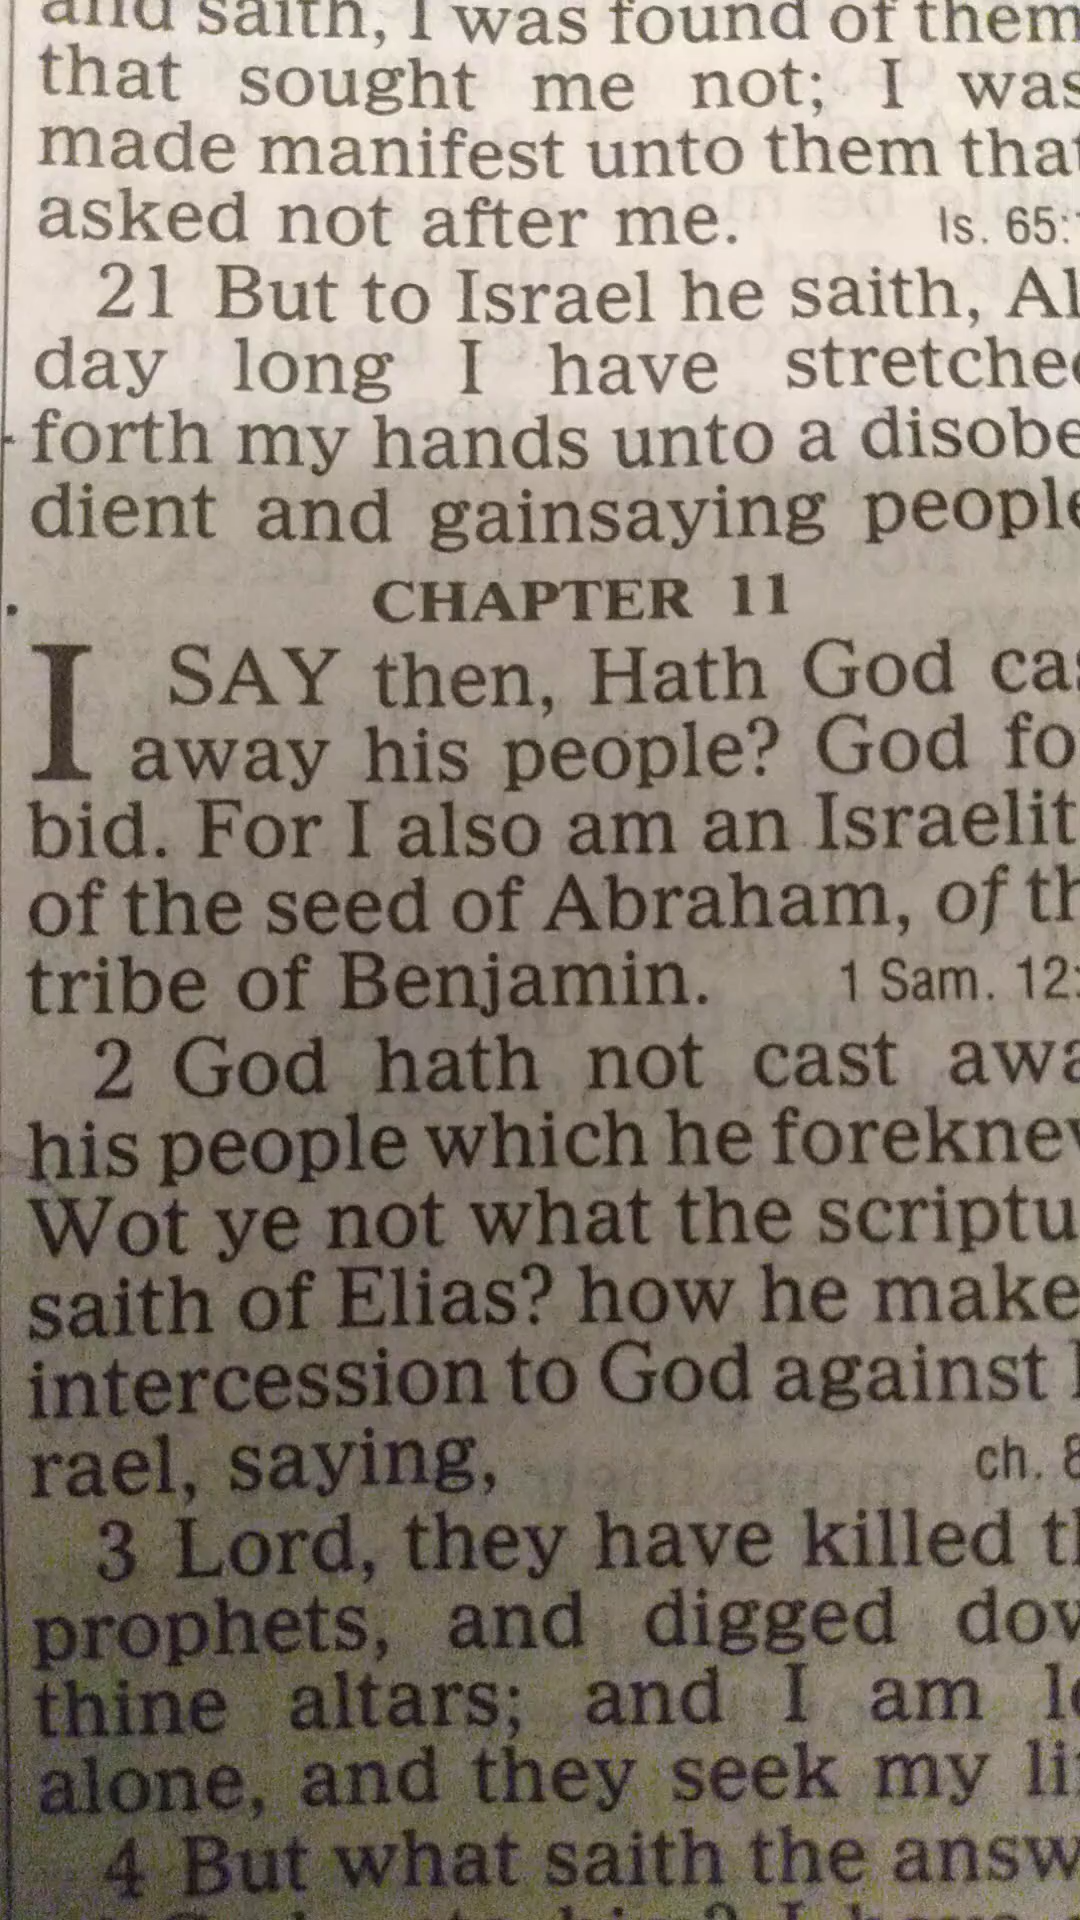 and saith, I was found of them
that sought me not; I was
made manifest unto them that
asked not after me. Is. 65:
21 But to Israel he saith, Al
day long I have stretched
forth my hands unto a disobe
dient and gainsaying people
CHAPTER 11
I SAY then, Hath God cas
away his people? God fo
bid. For I also am an Israelit
of the seed of Abraham, of th
tribe of Benjamin. 1 Sam. 12:
2 God hath not cast awa
his people which he foreknew
Wot ye not what the scriptu
saith of Elias? how he make
intercession to God against I
rael, saying, ch. 8
3 Lord, they have killed th
prophets, and digged dow
thine altars; and I am le
alone, and they seek my lif
4 But what saith the answ